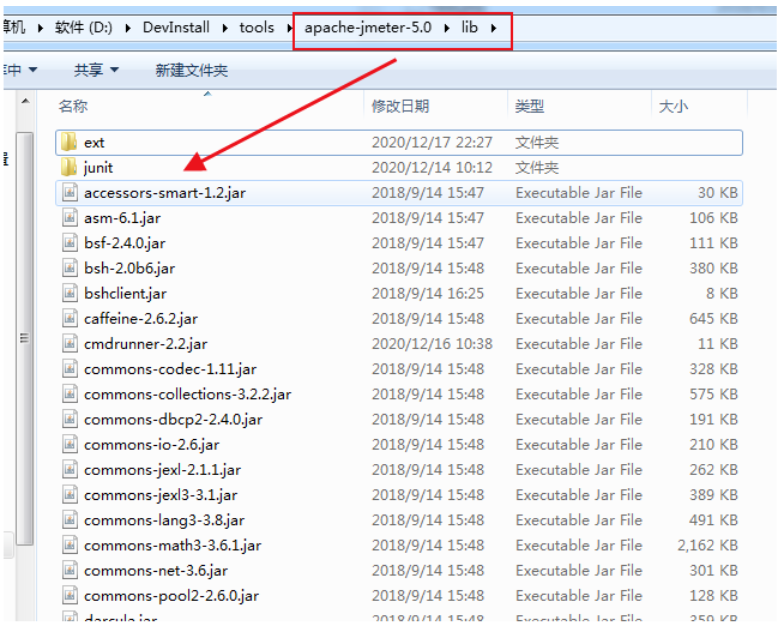 算机 ▸ 软件 (D:) ▸ DevInstall ▸ tools ▸ apache-jmeter-5.0 ▸ lib ▸
库中 ▼ 共享 ▼ 新建文件夹
名称 修改日期 类型 大小
ext 2020/12/17 22:27 文件夹
junit 2020/12/14 10:12 文件夹
accessors-smart-1.2.jar 2018/9/14 15:47 Executable Jar File 30 KB
asm-6.1.jar 2018/9/14 15:47 Executable Jar File 106 KB
bsf-2.4.0.jar 2018/9/14 15:47 Executable Jar File 111 KB
bsh-2.0b6.jar 2018/9/14 15:48 Executable Jar File 380 KB
bshclient.jar 2018/9/14 16:25 Executable Jar File 8 KB
caffeine-2.6.2.jar 2018/9/14 15:48 Executable Jar File 645 KB
cmdrunner-2.2.jar 2020/12/16 10:38 Executable Jar File 11 KB
commons-codec-1.11.jar 2018/9/14 15:48 Executable Jar File 328 KB
commons-collections-3.2.2.jar 2018/9/14 15:48 Executable Jar File 575 KB
commons-dbcp2-2.4.0.jar 2018/9/14 15:48 Executable Jar File 191 KB
commons-io-2.6.jar 2018/9/14 15:48 Executable Jar File 210 KB
commons-jexl-2.1.1.jar 2018/9/14 15:48 Executable Jar File 262 KB
commons-jexl3-3.1.jar 2018/9/14 15:48 Executable Jar File 389 KB
commons-lang3-3.8.jar 2018/9/14 15:48 Executable Jar File 491 KB
commons-math3-3.6.1.jar 2018/9/14 15:48 Executable Jar File 2,162 KB
commons-net-3.6.jar 2018/9/14 15:48 Executable Jar File 301 KB
commons-pool2-2.6.0.jar 2018/9/14 15:48 Executable Jar File 128 KB
darcula.jar 2018/9/14 15:48 Executable Jar File 359 KB